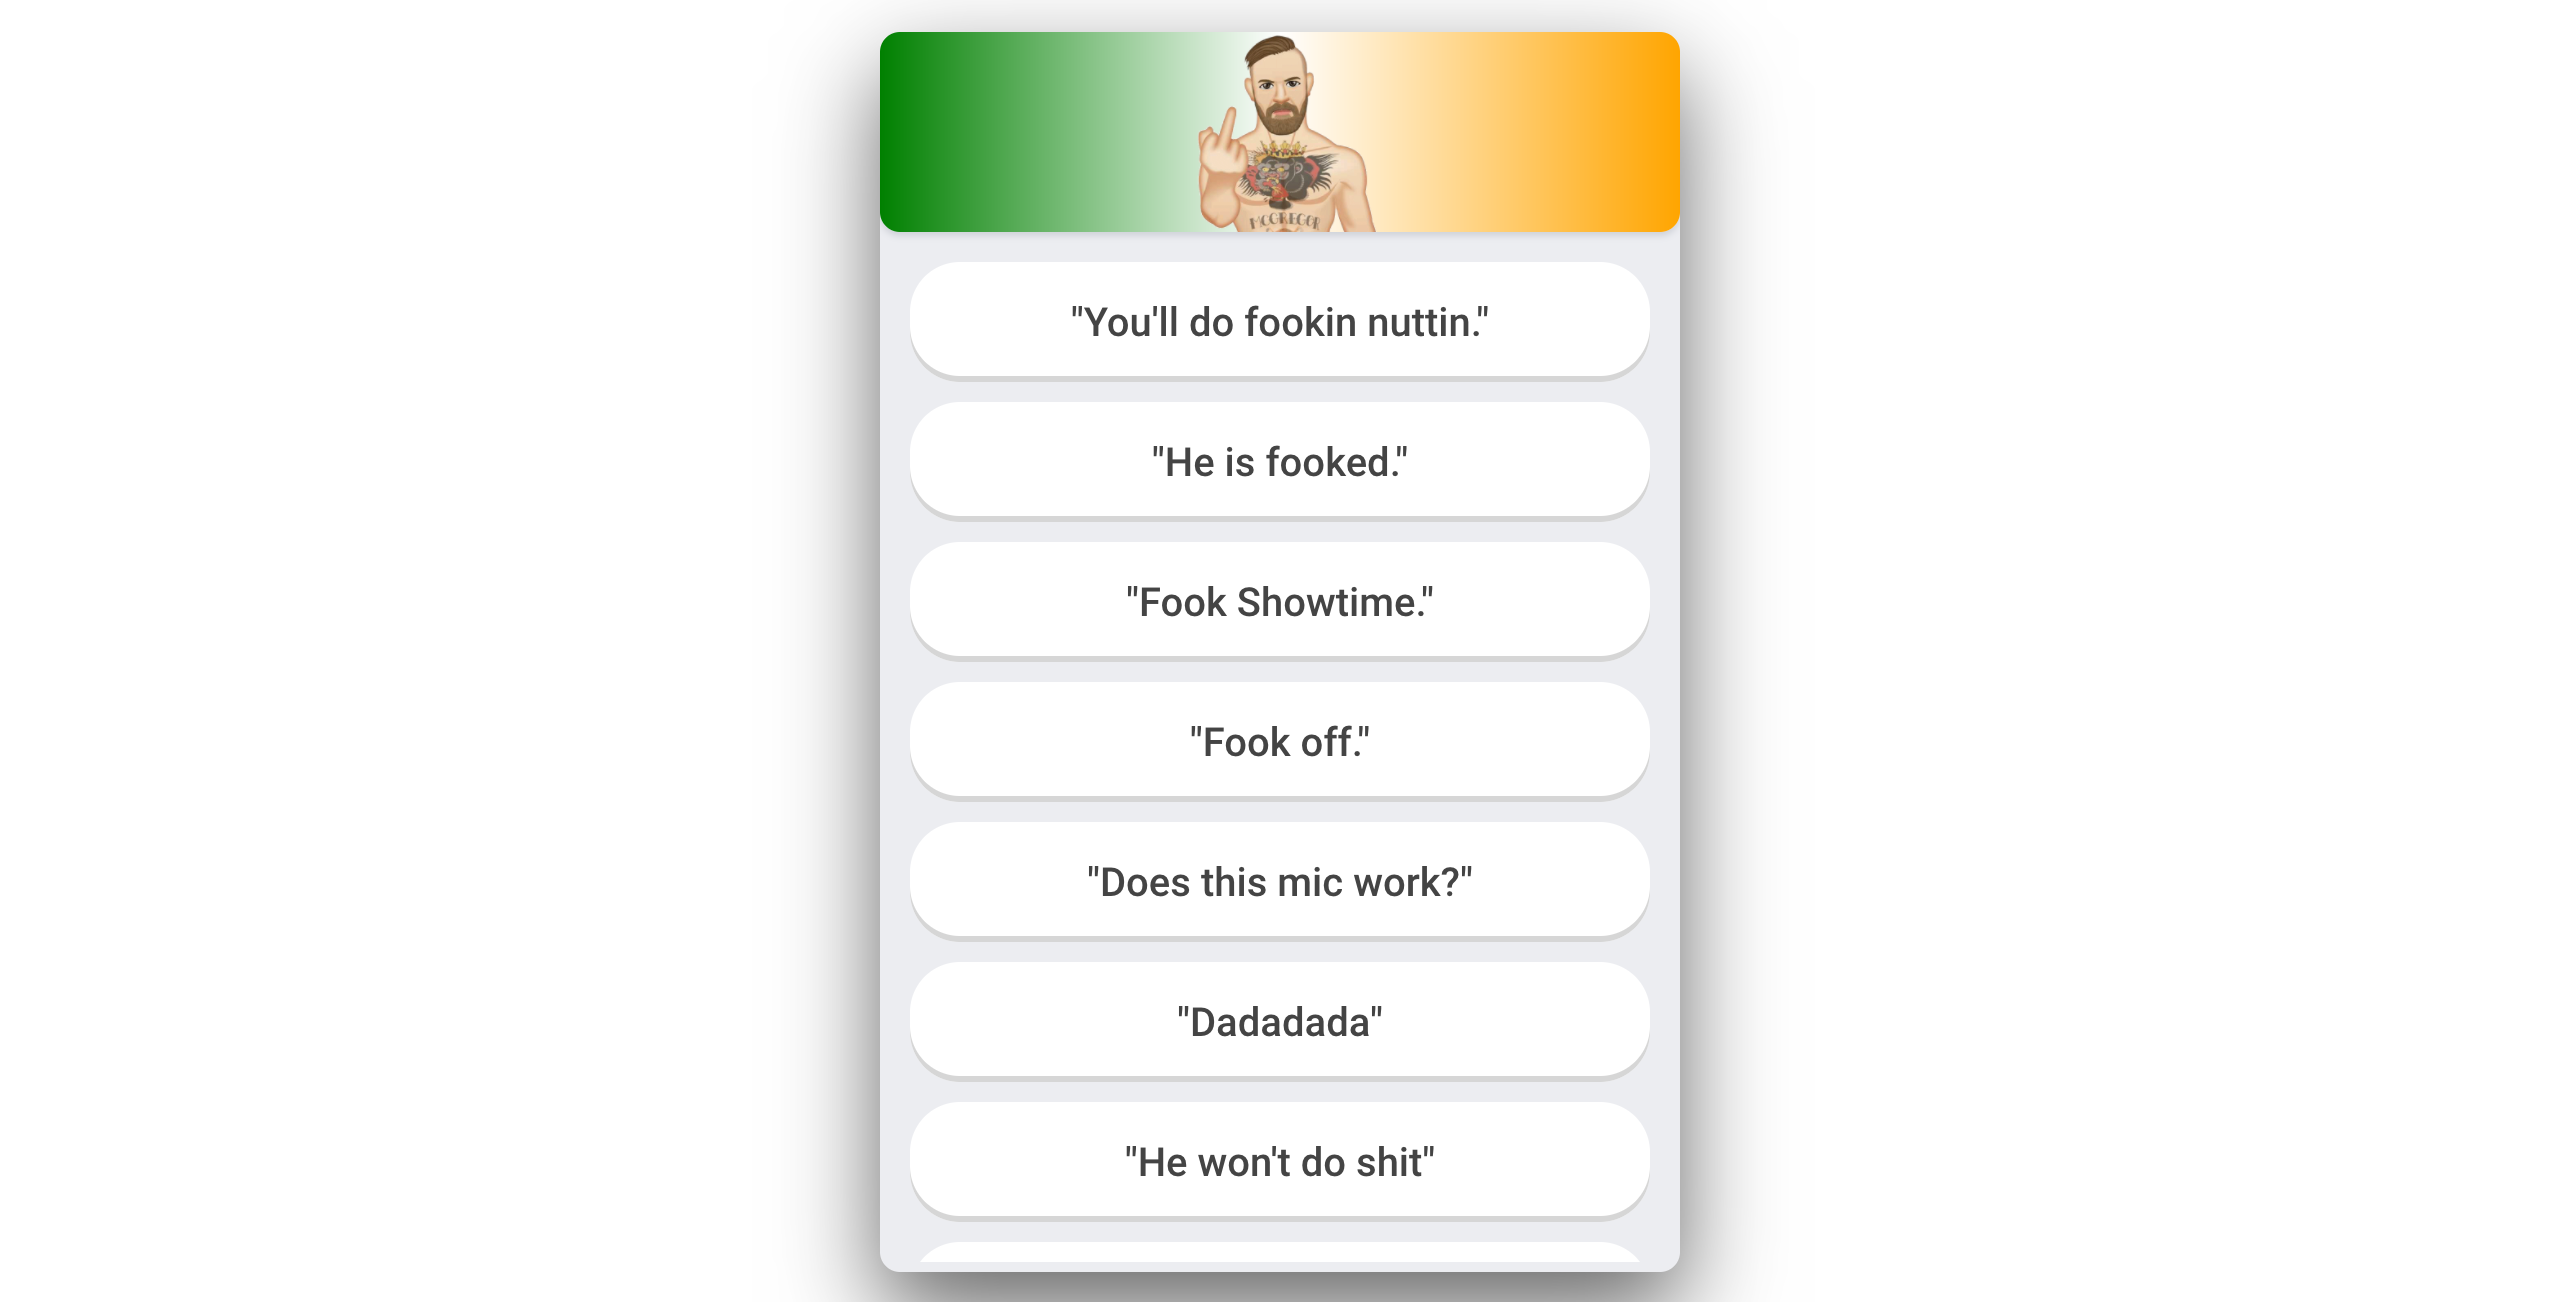 MCGREGOR
"You'll do fookin nuttin."
"He is fooked."
"Fook Showtime."
"Fook off."
"Does this mic work?"
"Dadadada"
"He won't do shit"